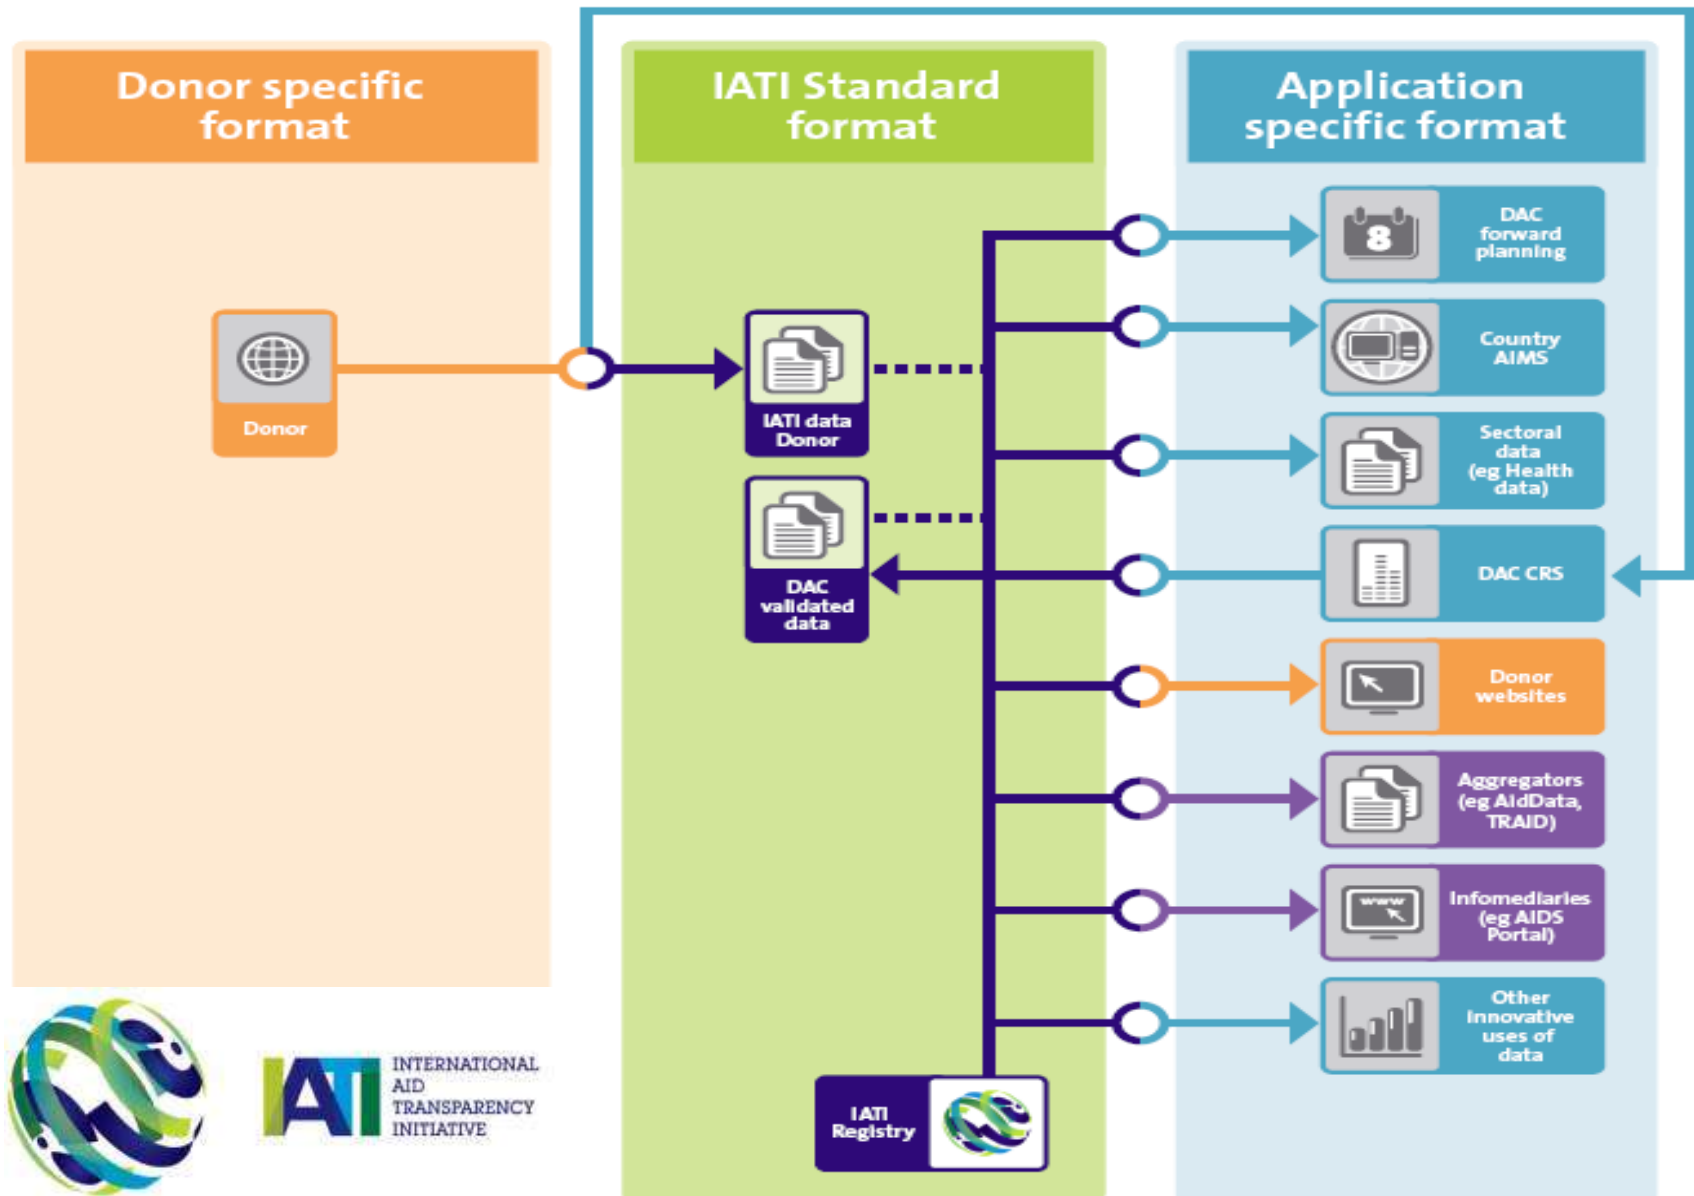 Donor specific
format
IATI Standard
format
Application
specific format
Donor
IATI data
Donor
DAC
validated
data
8
DAC
forward
planning
Country
AIMS
Sectoral
data
(eg Health
data)
DAC CRS
Donor
websites
Aggregators
(eg AidData,
TRAID)
www
Infomediaries
(eg AIDS
Portal)
Other
innovative
uses of
data
IATI
Registry
IATI
INTERNATIONAL
AID
TRANSPARENCY
INITIATIVE